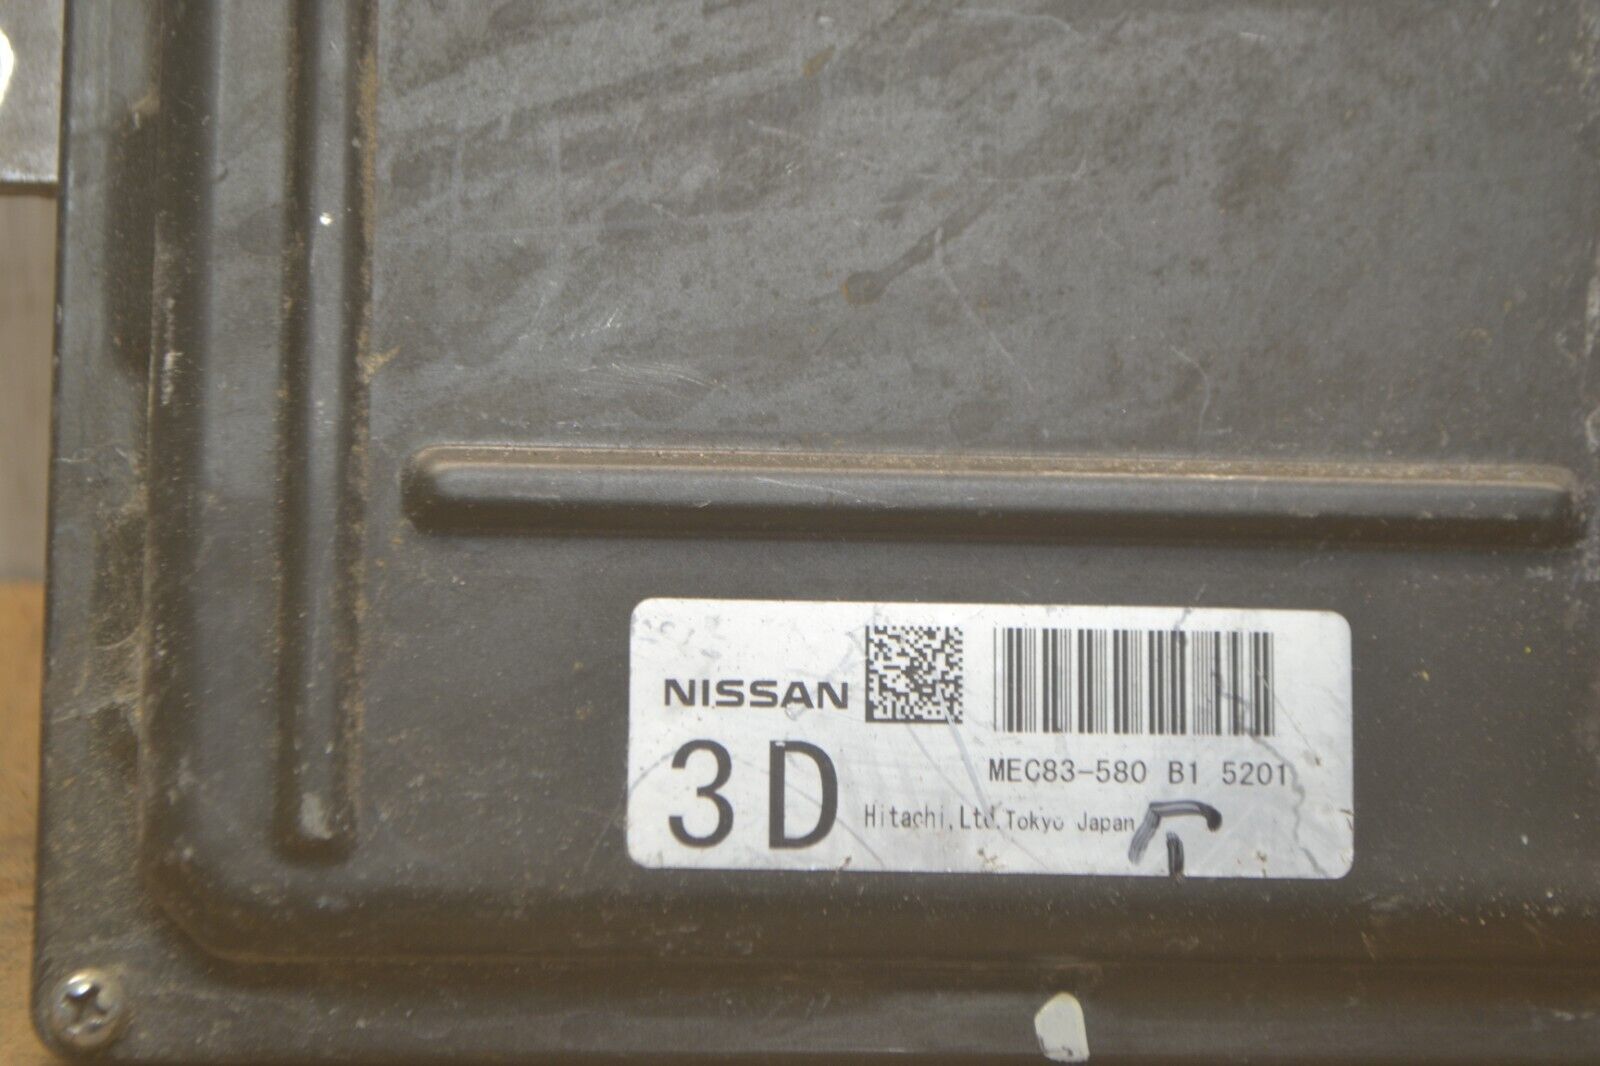 NISSAN
3D
MEC83-580 B1 5201
Hitachi,Ltd.Tokyo Japan